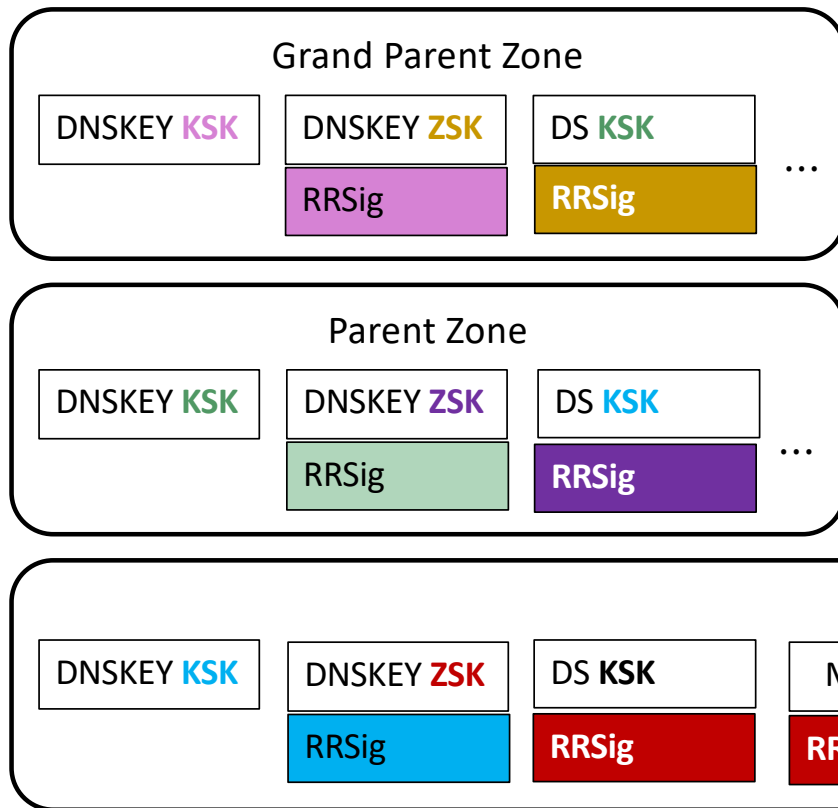 Grand Parent Zone
DNSKEY KSK
DNSKEY ZSK
DS KSK
RRSig
RRSig
...
Parent Zone
DNSKEY KSK
DNSKEY ZSK
DS KSK
RRSig
RRSig
...
DNSKEY KSK
DNSKEY ZSK
DS KSK
RRSig
RRSig